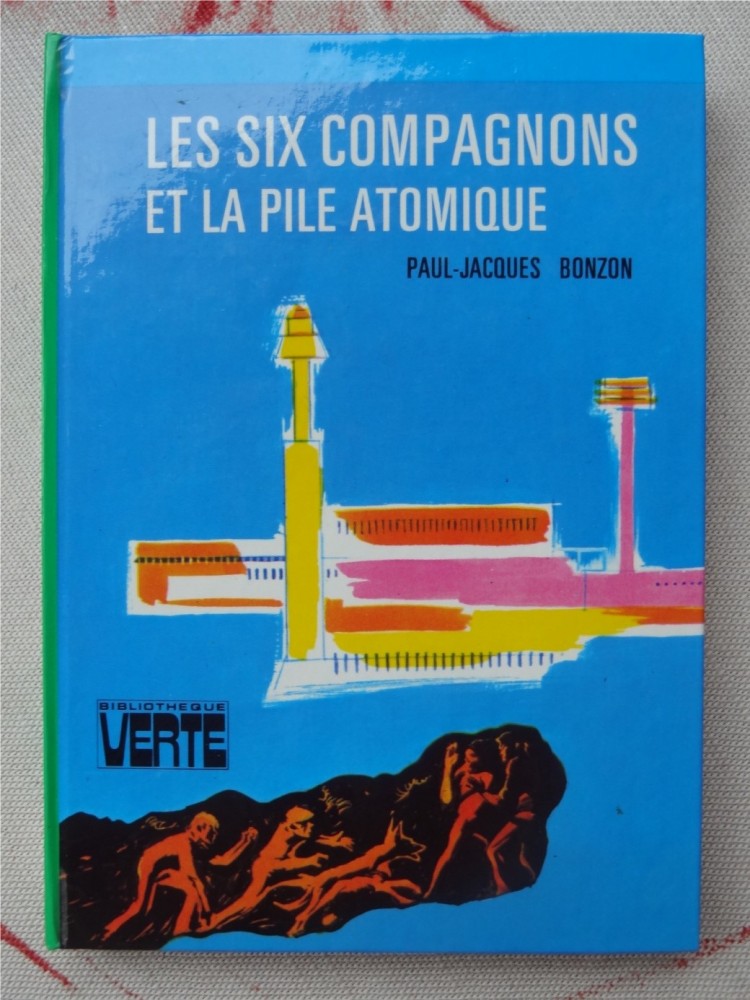 LES SIX COMPAGNONS
ET LA PILE ATOMIQUE
PAUL-JACQUES BONZON
BIBLIOTHEQUE
VERTE